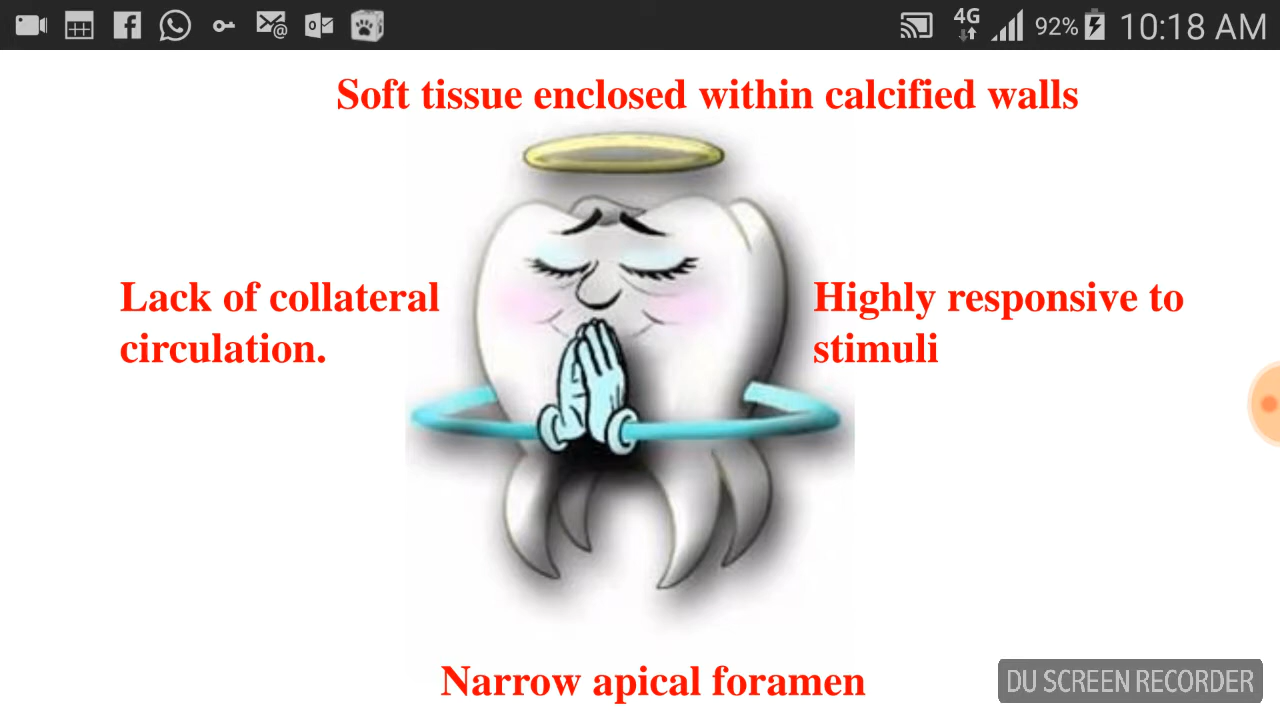 4G 92% 10:18 AM
Soft tissue enclosed within calcified walls
Lack of collateral
circulation.
Highly responsive to
stimuli
Narrow apical foramen
DU SCREEN RECORDER